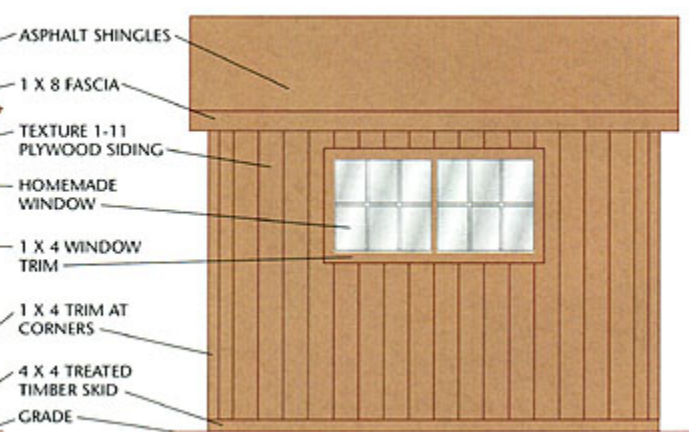 ASPHALT SHINGLES
1 X 8 FASCIA
TEXTURE 1-11
PLYWOOD SIDING
HOMEMADE
WINDOW
1 X 4 WINDOW
TRIM
1 X 4 TRIM AT
CORNERS
4 X 4 TREATED
TIMBER SKID
GRADE